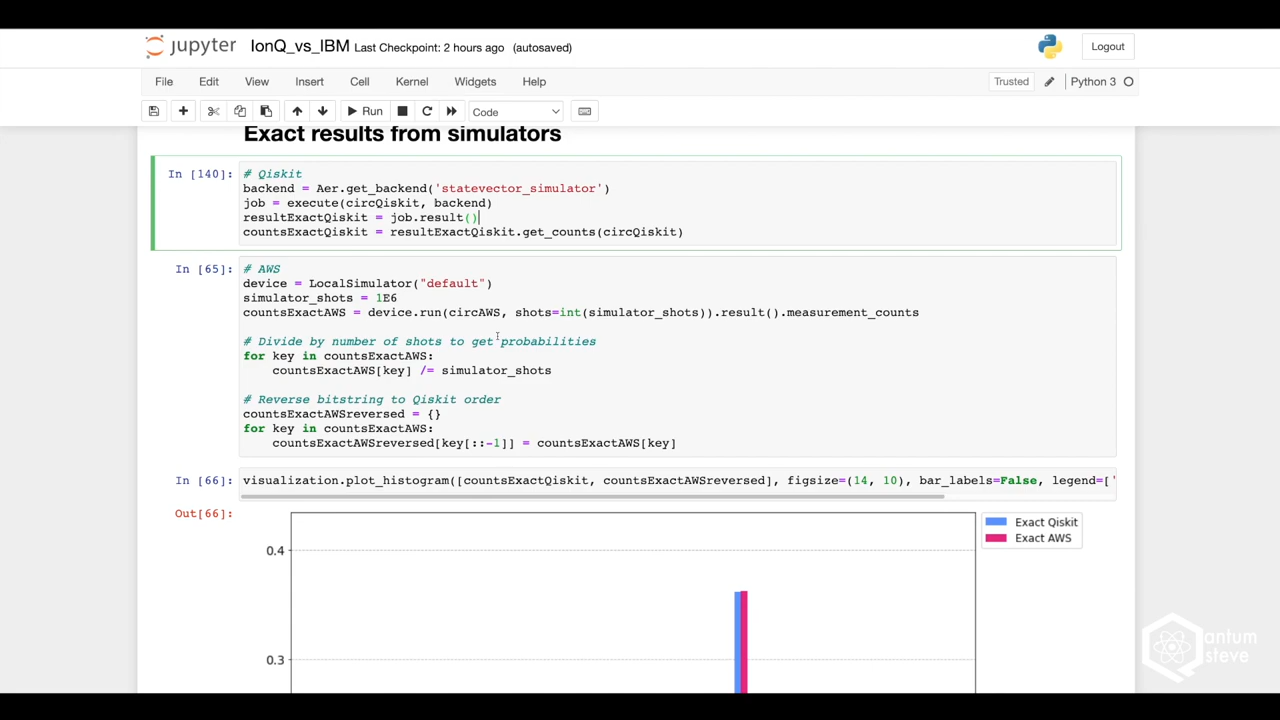 jupyter IonQ_vs_IBM Last Checkpoint: 2 hours ago (autosaved)
Logout
File Edit View Insert Cell Kernel Widgets Help
Trusted Python 3
Run Code
Exact results from simulators
In [140]: # Qiskit
backend = Aer.get_backend('statevector_simulator')
job = execute(circQiskit, backend)
resultExactQiskit = job.result()
countsExactQiskit = resultExactQiskit.get_counts(circQiskit)
In [65]: # AWS
device = LocalSimulator("default")
simulator_shots = 1E6
countsExactAWS = device.run(circAWS, shots=int(simulator_shots)).result().measurement_counts
# Divide by number of shots to get probabilities
for key in countsExactAWS:
countsExactAWS[key] /= simulator_shots
# Reverse bitstring to Qiskit order
countsExactAWSreversed = {}
for key in countsExactAWS:
countsExactAWSreversed[key[::-1]] = countsExactAWS[key]
In [66]: visualization.plot_histogram([countsExactQiskit, countsExactAWSreversed], figsize=(14, 10), bar_labels=False, legend=['
Out[66]:
Exact Qiskit
Exact AWS
0.4
0.3
Quantum
steve